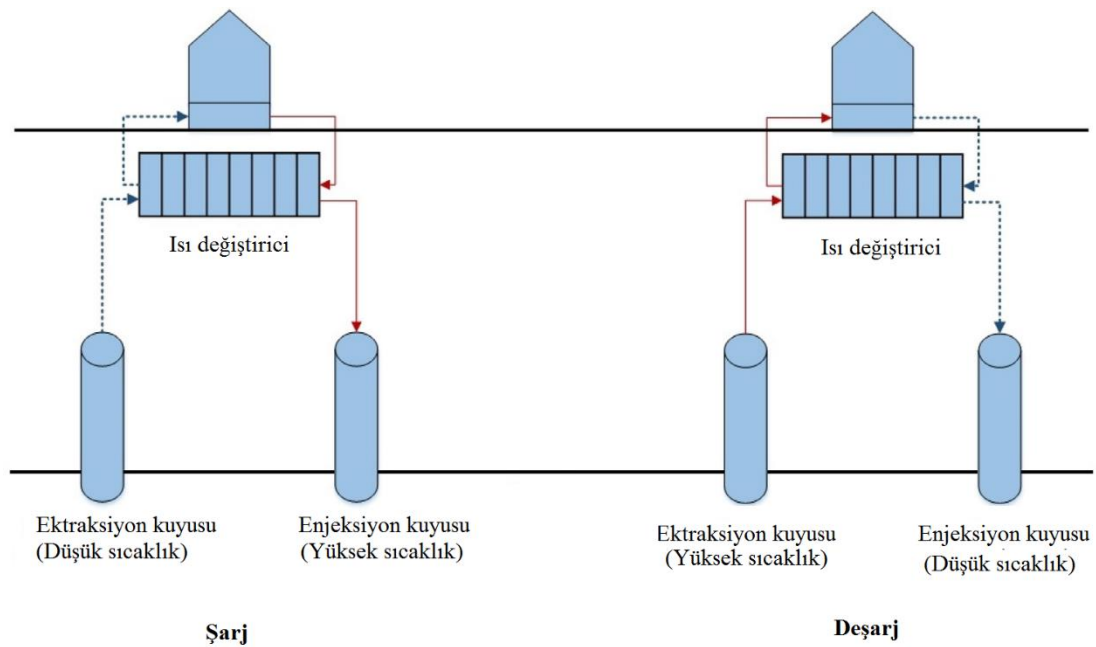 Isı değiştirici
Isı değiştirici
Ektraksiyon kuyusu
(Düşük sıcaklık)
Enjeksiyon kuyusu
(Yüksek sıcaklık)
Ektraksiyon kuyusu
(Yüksek sıcaklık)
Enjeksiyon kuyusu
(Düşük sıcaklık)
Şarj
Deşarj